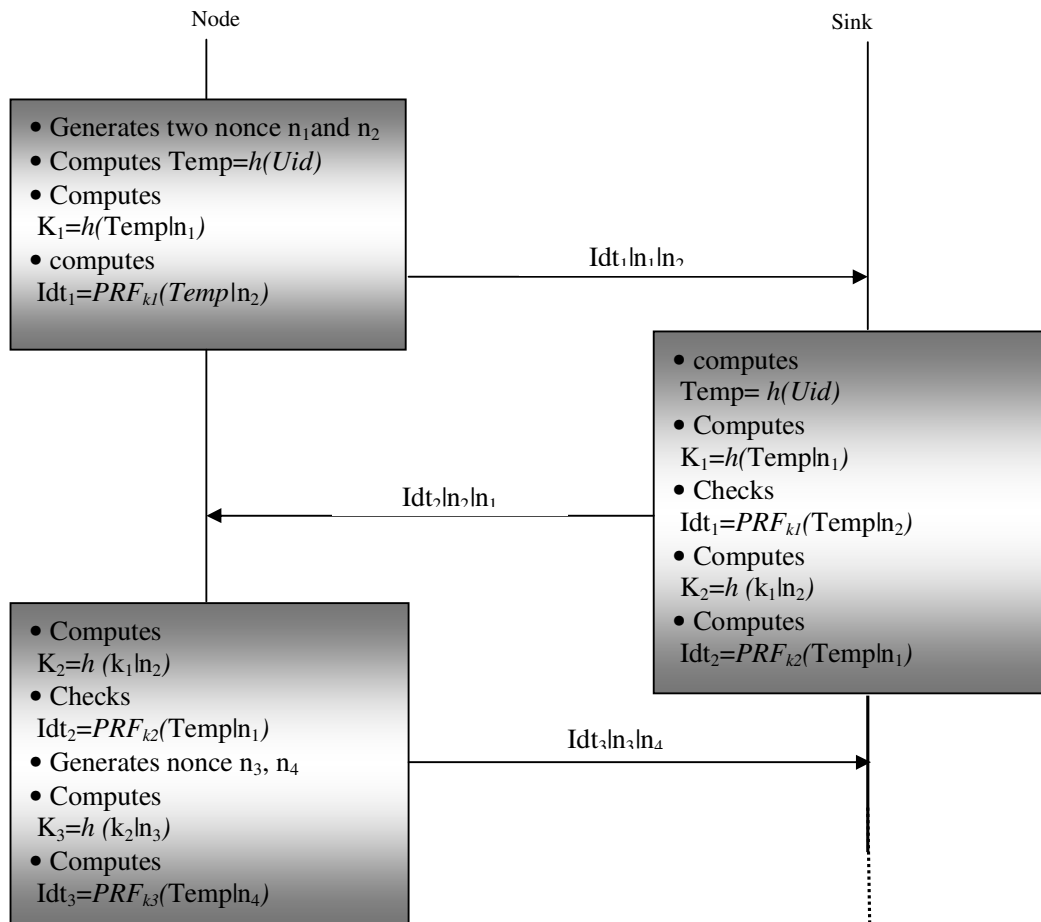 Node
Sink
• Generates two nonce n₁and n₂
• Computes Temp=h(Uid)
• Computes
K₁=h(Temp|n₁)
• computes
Idt₁=PRFₖ₁(Temp|n₂)
Idt₁|n₁|n₂
• computes
Temp= h(Uid)
• Computes
K₁=h(Temp|n₁)
• Checks
Idt₁=PRFₖ₁(Temp|n₂)
• Computes
K₂=h (k₁|n₂)
• Computes
Idt₂=PRFₖ₂(Temp|n₁)
Idt₂|n₂|n₁
• Computes
K₂=h (k₁|n₂)
• Checks
Idt₂=PRFₖ₂(Temp|n₁)
• Generates nonce n₃, n₄
• Computes
K₃=h (k₂|n₃)
• Computes
Idt₃=PRFₖ₃(Temp|n₄)
Idt₃|n₃|n₄